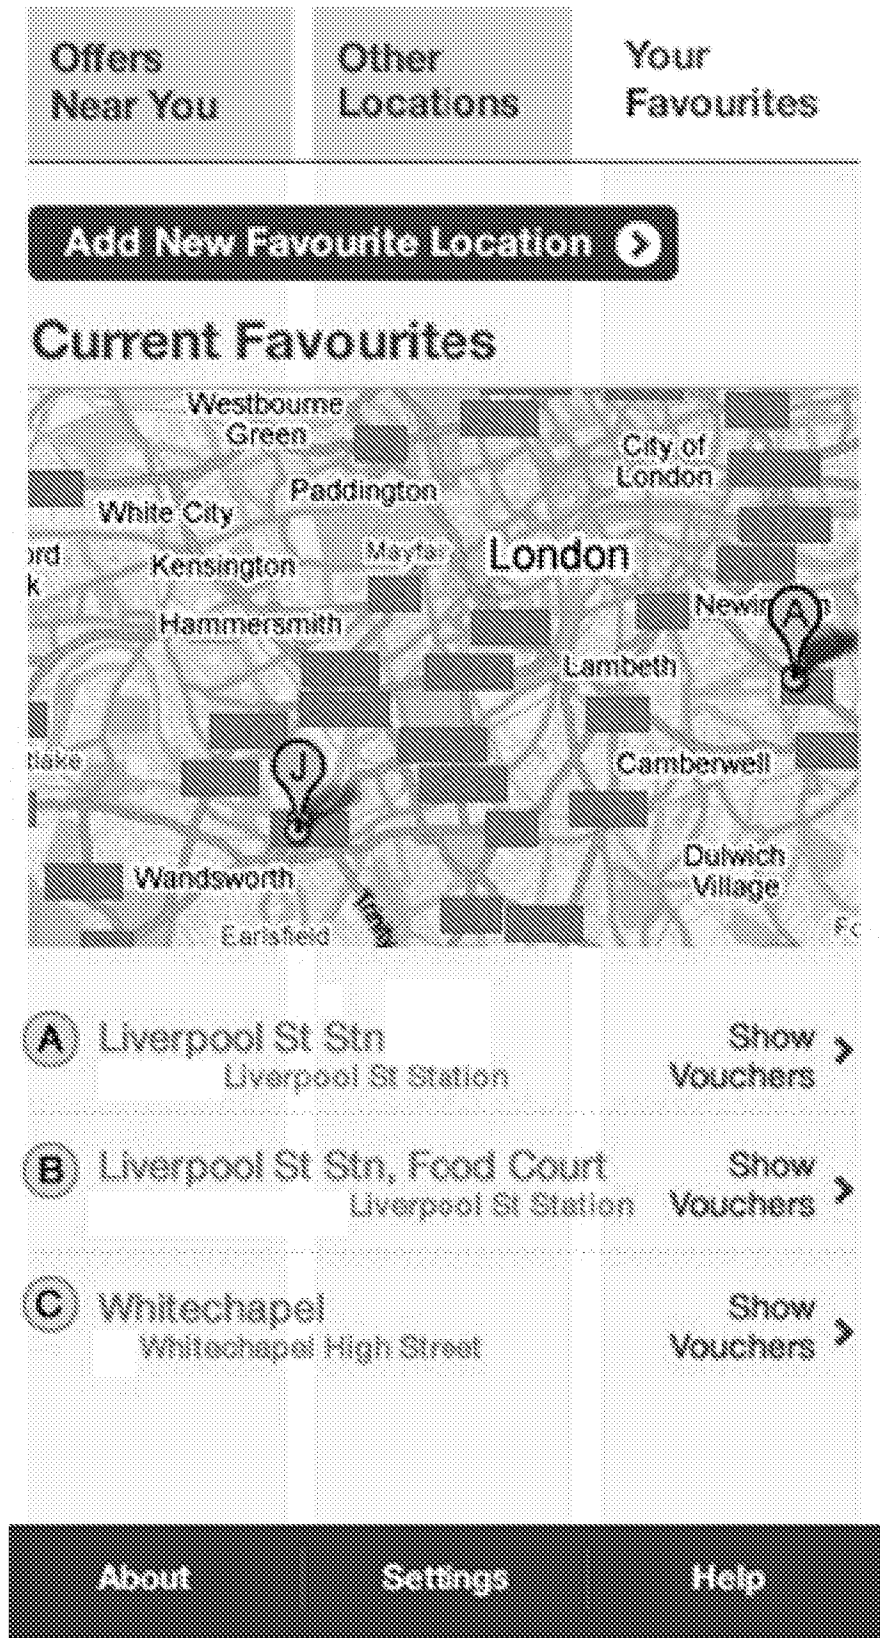 Offers
Near You
Other
Locations
Your
Favourites
Add New Favourite Location
Current Favourites
Westbourne
Green
City of
London
Paddington
White City
London
Kensington
Mayfair
Hammersmith
A
Lambeth
J
Camberwell
Dulwich
Village
Wandsworth
Earlsfield
A
Liverpool St Stn
Liverpool St Station
Show
Vouchers
B
Liverpool St Stn, Food Court
Liverpool St Station
Show
Vouchers
C
Whitechapel
Whitechapel High Street
Show
Vouchers
About
Settings
Help